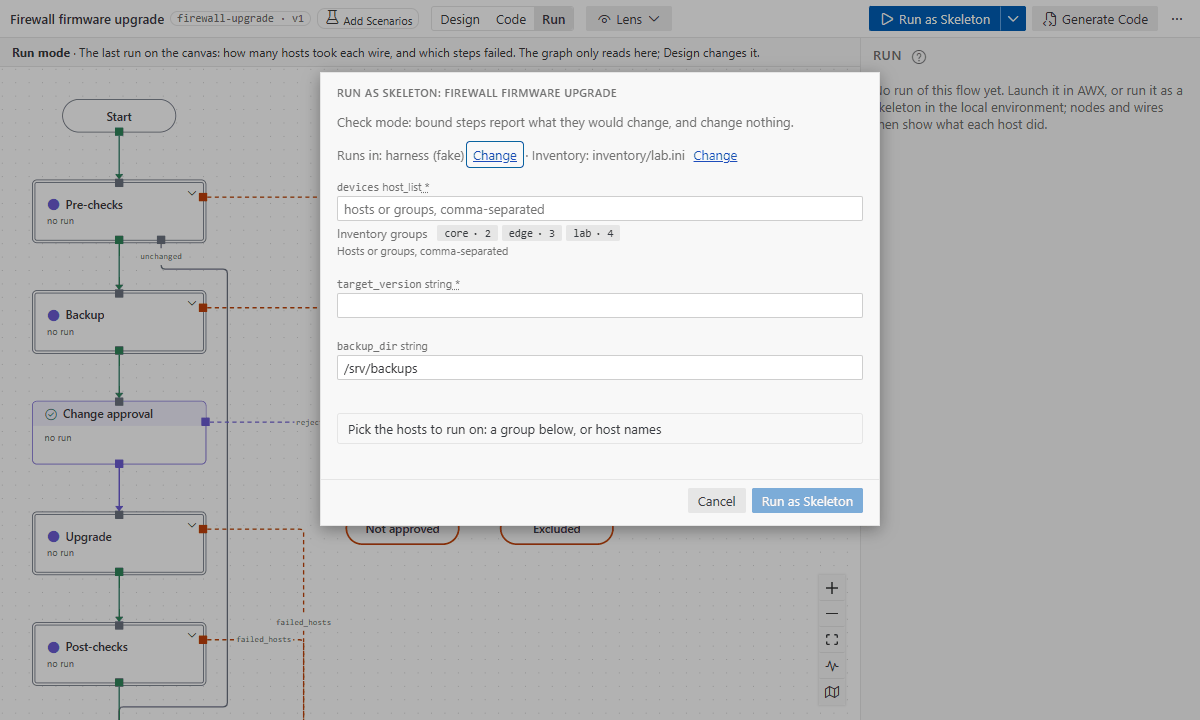 Firewall firmware upgrade
firewall-upgrade · v1
Add Scenarios
Design
Code
Run
Lens
Run as Skeleton
Generate Code
Run mode · The last run on the canvas: how many hosts took each wire, and which steps failed. The graph only reads here; Design changes it.
RUN
No run of this flow yet. Launch it in AWX, or run it as a
skeleton in the local environment; nodes and wires
then show what each host did.
Start
Pre-checks
no run
unchanged
Backup
no run
Change approval
no run
rejec
Upgrade
no run
failed_hosts
Post-checks
no run
failed_hosts
Not approved
Excluded
RUN AS SKELETON: FIREWALL FIRMWARE UPGRADE
Check mode: bound steps report what they would change, and change nothing.
Runs in: harness (fake) Change · Inventory: inventory/lab.ini Change
devices host_list *
hosts or groups, comma-separated
Inventory groups core · 2 edge · 3 lab · 4
Hosts or groups, comma-separated
target_version string *
backup_dir string
/srv/backups
Pick the hosts to run on: a group below, or host names
Cancel
Run as Skeleton